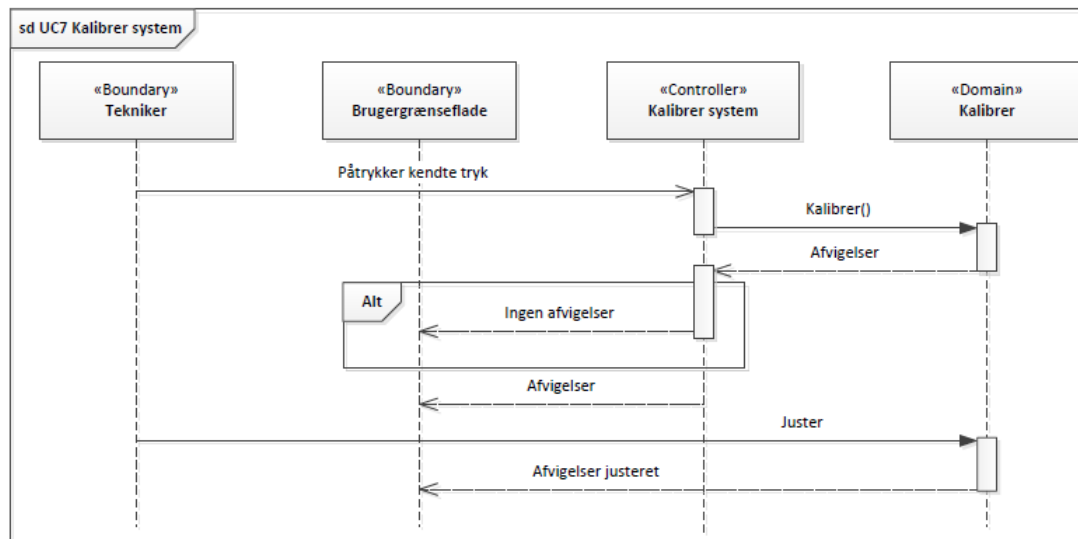 sd UC7 Kalibrer system
«Boundary»
Tekniker
«Boundary»
Brugergrænseflade
«Controller»
Kalibrer system
«Domain»
Kalibrer
Påtrykker kendte tryk
Kalibrer()
Afvigelser
Alt
Ingen afvigelser
Afvigelser
Juster
Afvigelser justeret